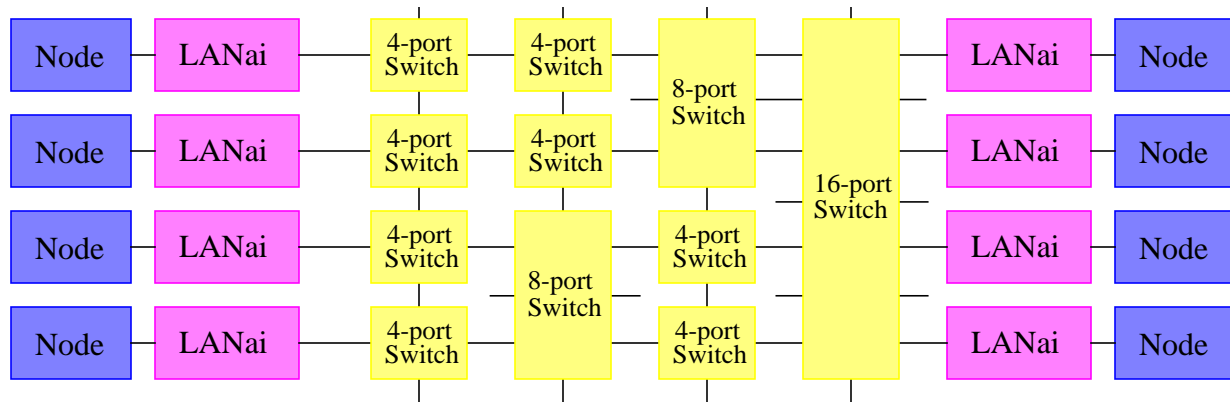 Node
LANai
4-port
Switch
4-port
Switch
8-port
Switch
16-port
Switch
LANai
Node
Node
LANai
4-port
Switch
4-port
Switch
LANai
Node
Node
LANai
4-port
Switch
8-port
Switch
4-port
Switch
LANai
Node
Node
LANai
4-port
Switch
4-port
Switch
LANai
Node